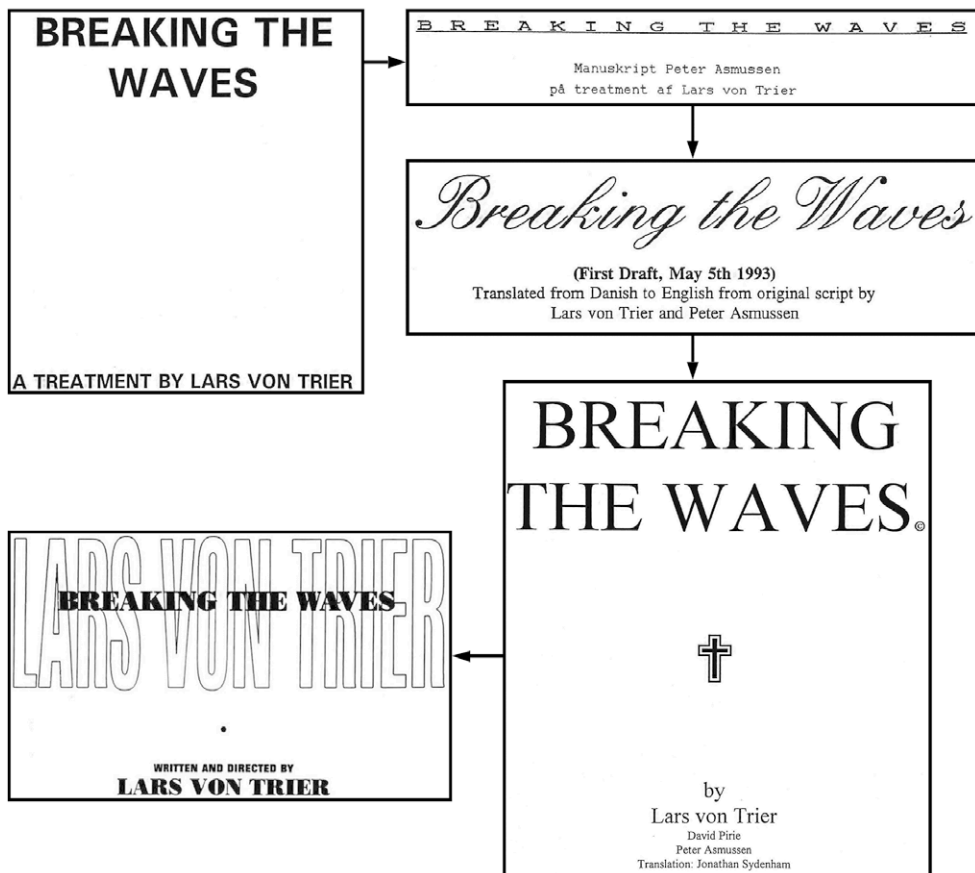 BREAKING THE
WAVES
A TREATMENT BY LARS VON TRIER
BREAKING THE WAVES
Manuskript Peter Asmussen
på treatment af Lars von Trier
Breaking the Waves
(First Draft, May 5th 1993)
Translated from Danish to English from original script by
Lars von Trier and Peter Asmussen
BREAKING
THE WAVES©
by
Lars von Trier
David Pirie
Peter Asmussen
Translation: Jonathan Sydenham
LARS VON TRIER
BREAKING THE WAVES
WRITTEN AND DIRECTED BY
LARS VON TRIER